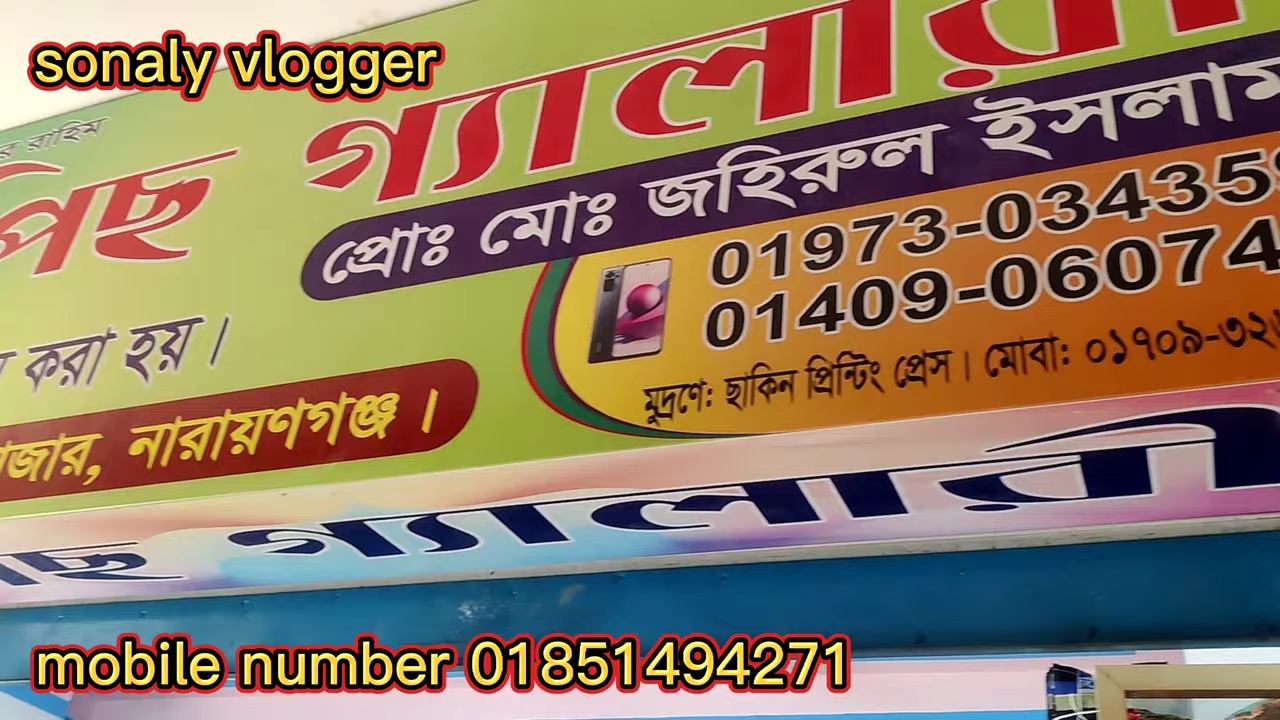 sonaly vlogger
র রাহিম
পিছ গ্যালারী
প্রোঃ মোঃ জহিরুল ইসলাম
01973-03435
01409-06074
করা হয়।
মুদ্রণে: ছাকিন প্রিন্টিং প্রেস। মোবা: ০১৭০৯-৩২
জার, নারায়ণগঞ্জ।
পিছ গ্যালারী
mobile number 01851494271